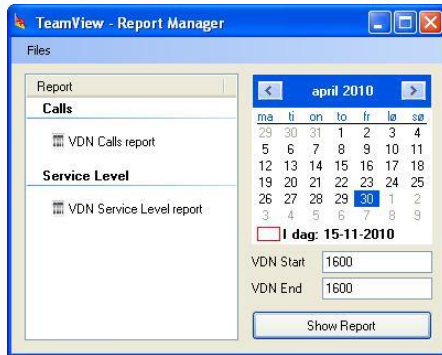 TeamView - Report Manager
Files
Report
Calls
VDN Calls report
Service Level
VDN Service Level report
april 2010
ma ti on to fr lø sø
29 30 31 1 2 3 4
5 6 7 8 9 10 11
12 13 14 15 16 17 18
19 20 21 22 23 24 25
26 27 28 29 30 1 2
3 4 5 6 7 8 9
I dag: 15-11-2010
VDN Start 1600
VDN End 1600
Show Report